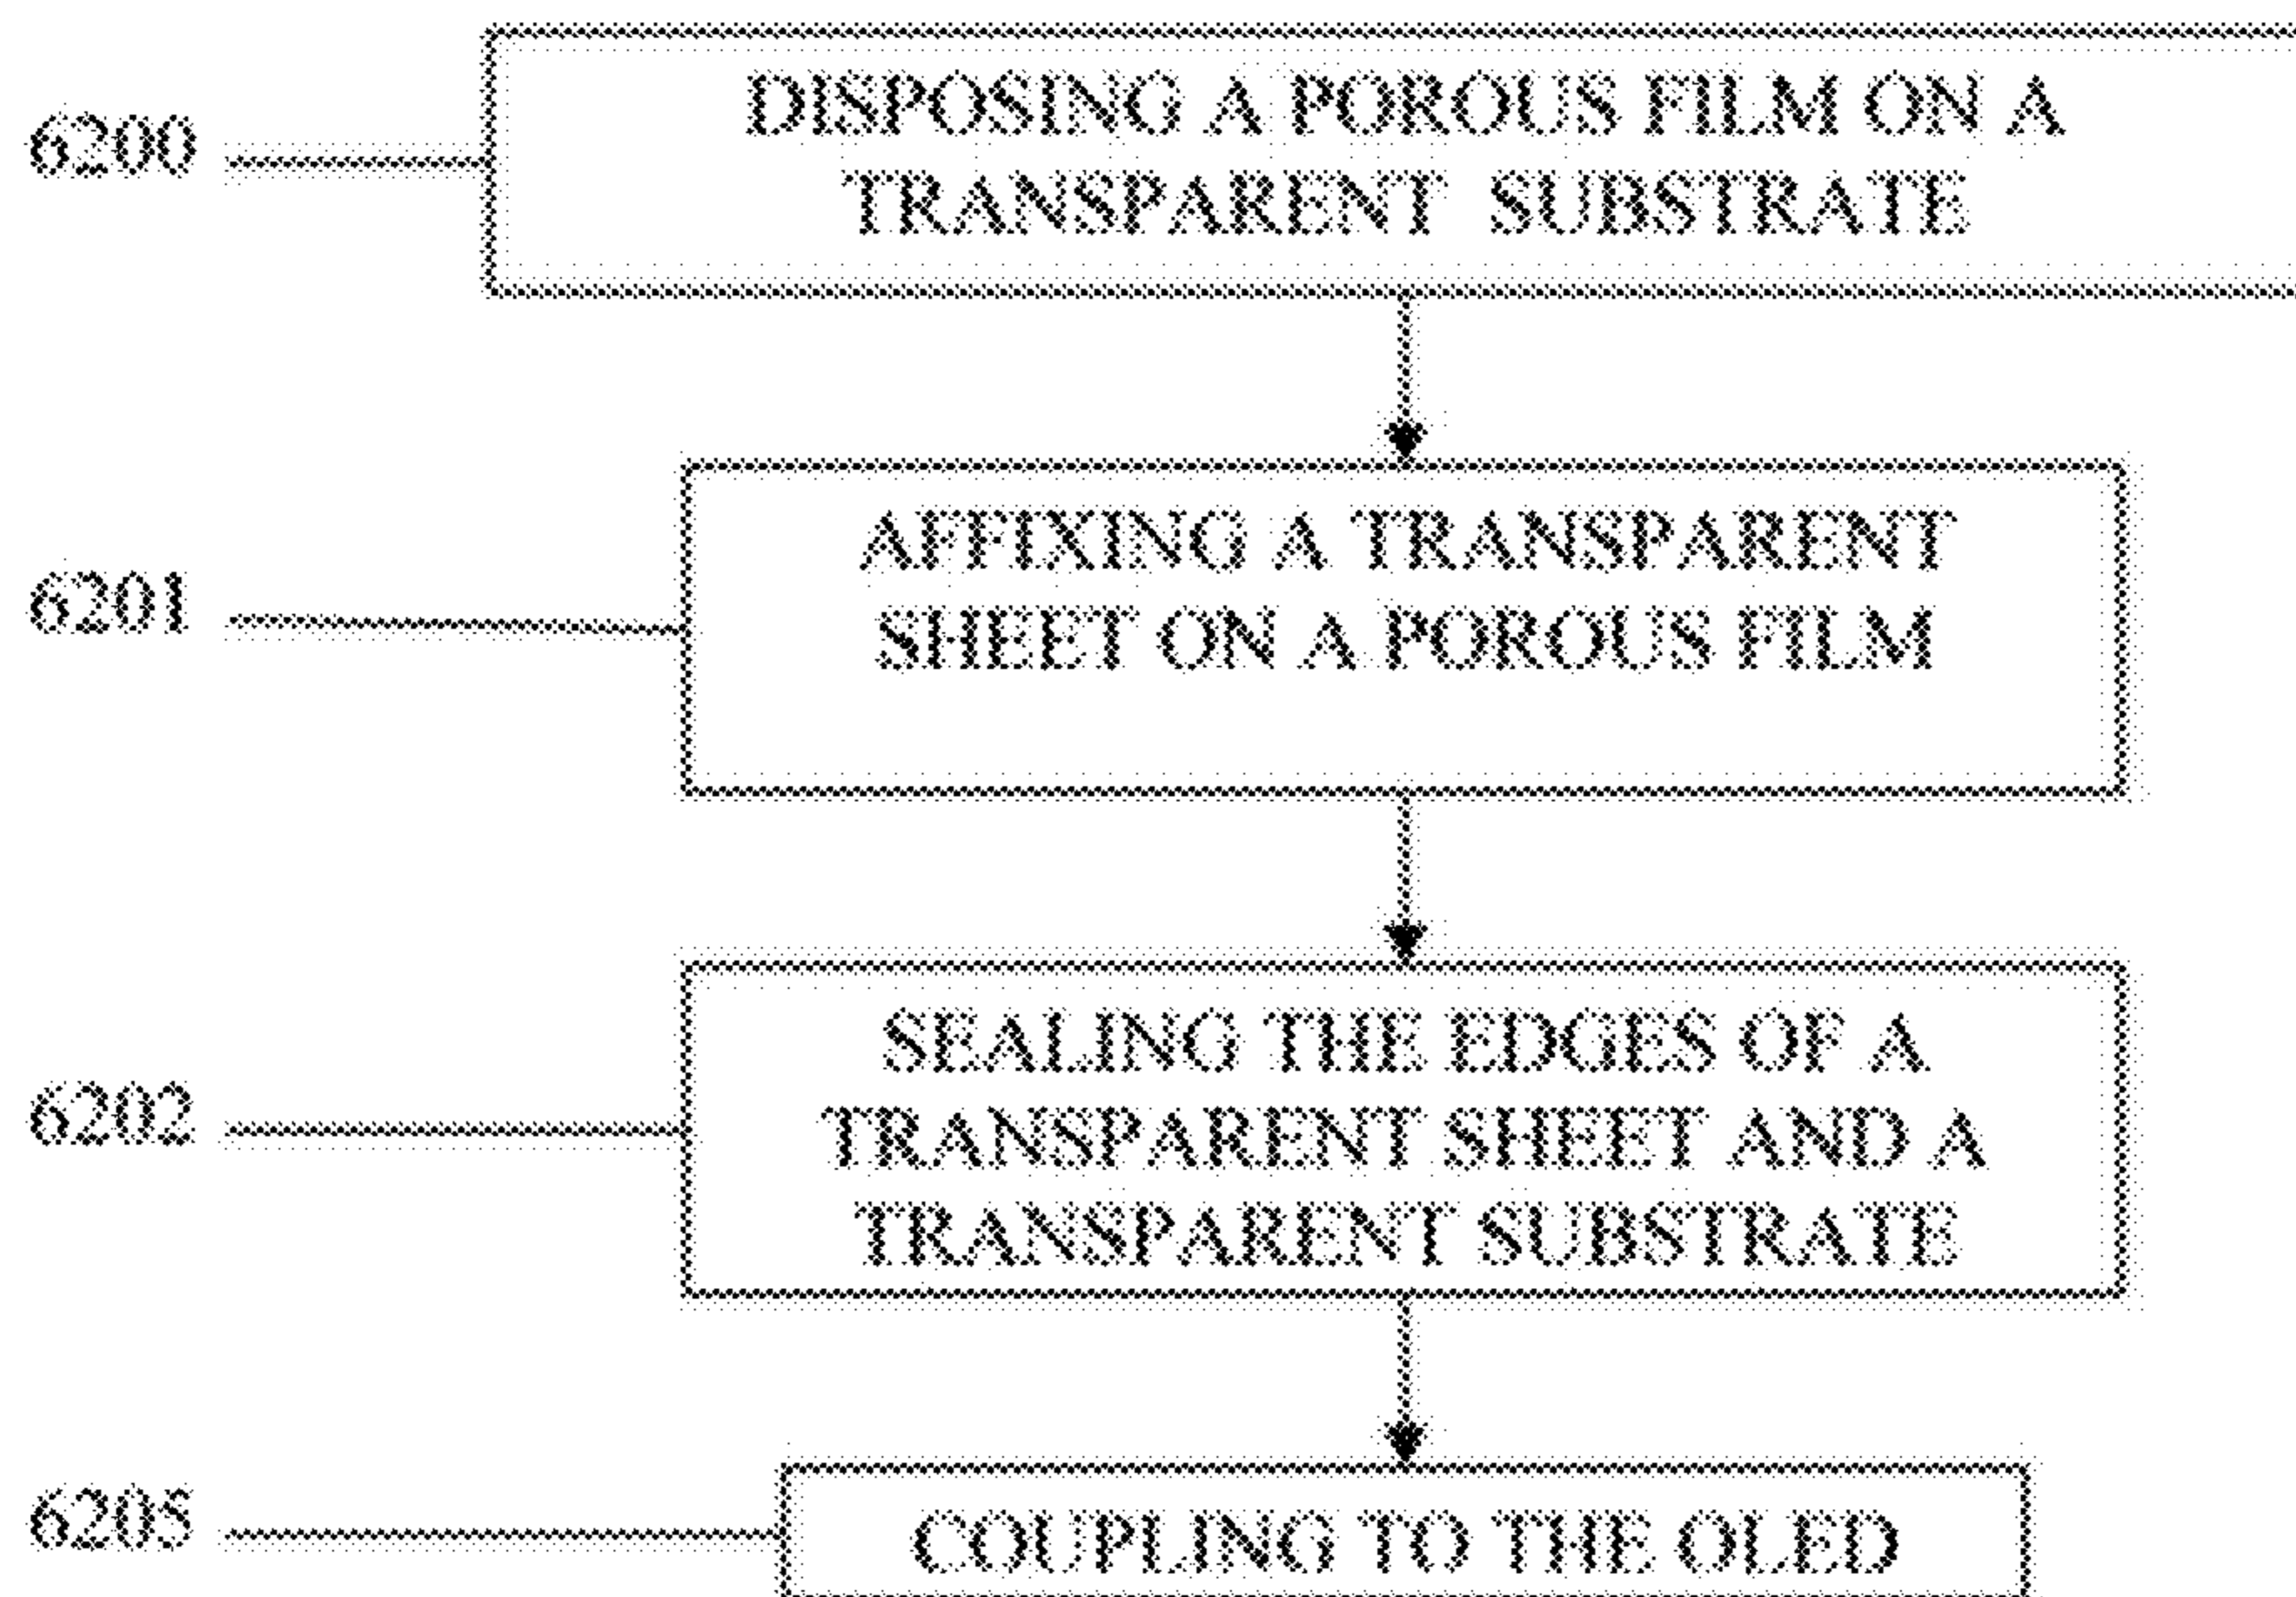 6200
DISPOSING A POROUS FILM ON A
TRANSPARENT SUBSTRATE
6201
AFFIXING A TRANSPARENT
SHEET ON A POROUS FILM
6202
SEALING THE EDGES OF A
TRANSPARENT SHEET AND A
TRANSPARENT SUBSTRATE
6205
COUPLING TO THE OLED